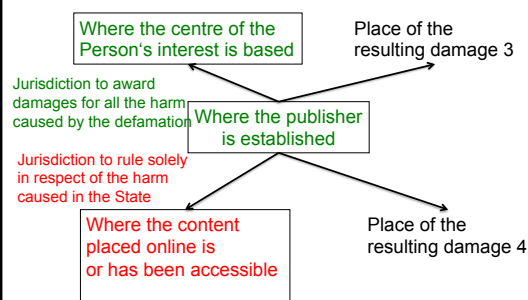 Where the centre of the
Person‘s interest is based
Place of the
resulting damage 3
Jurisdiction to award
damages for all the harm
caused by the defamation
Where the publisher
is established
Jurisdiction to rule solely
in respect of the harm
caused in the State
Where the content
placed online is
or has been accessible
Place of the
resulting damage 4